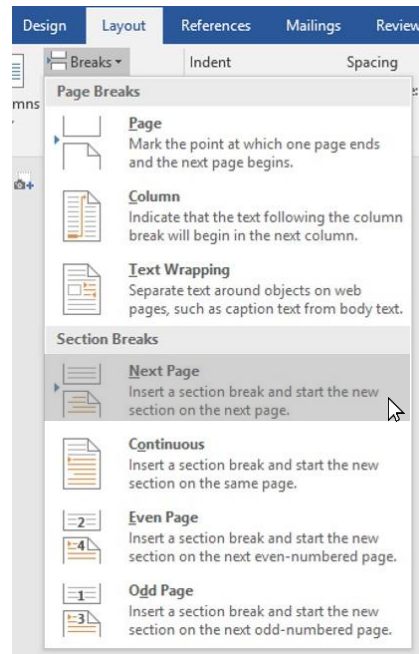 Design Layout References Mailings Review
Breaks Indent Spacing
mns
Page Breaks
Page
Mark the point at which one page ends
and the next page begins.
Column
Indicate that the text following the column
break will begin in the next column.
Text Wrapping
Separate text around objects on web
pages, such as caption text from body text.
Section Breaks
Next Page
Insert a section break and start the new
section on the next page.
Continuous
Insert a section break and start the new
section on the same page.
2
4
Even Page
Insert a section break and start the new
section on the next even-numbered page.
1
3
Odd Page
Insert a section break and start the new
section on the next odd-numbered page.